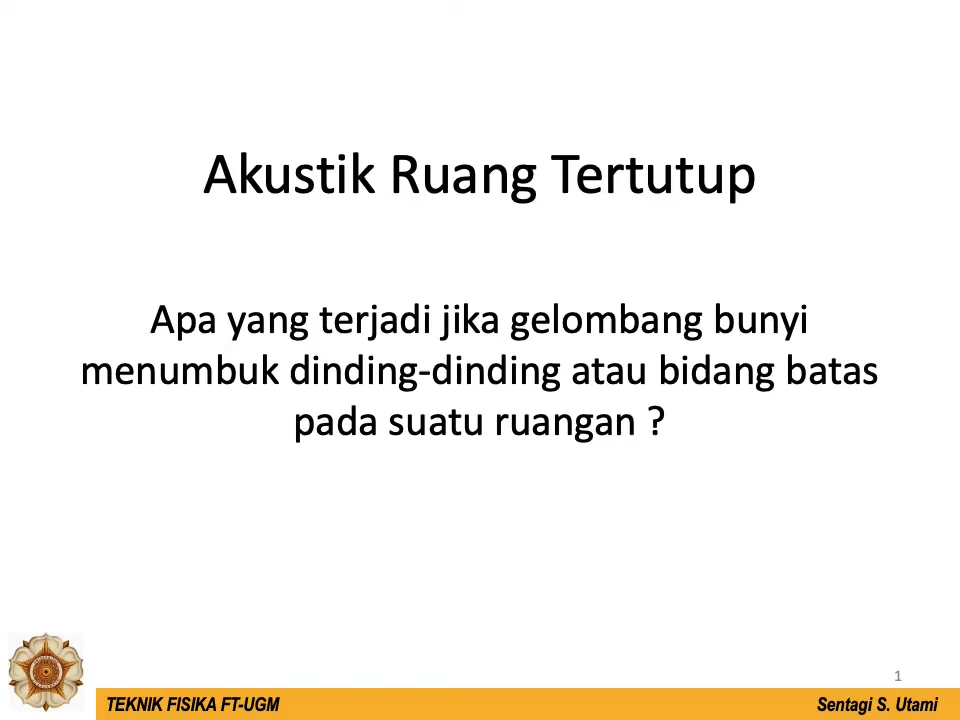 Akustik Ruang Tertutup
Apa yang terjadi jika gelombang bunyi
menumbuk dinding-dinding atau bidang batas
pada suatu ruangan ?
1
TEKNIK FISIKA FT-UGM
Sentagi S. Utami